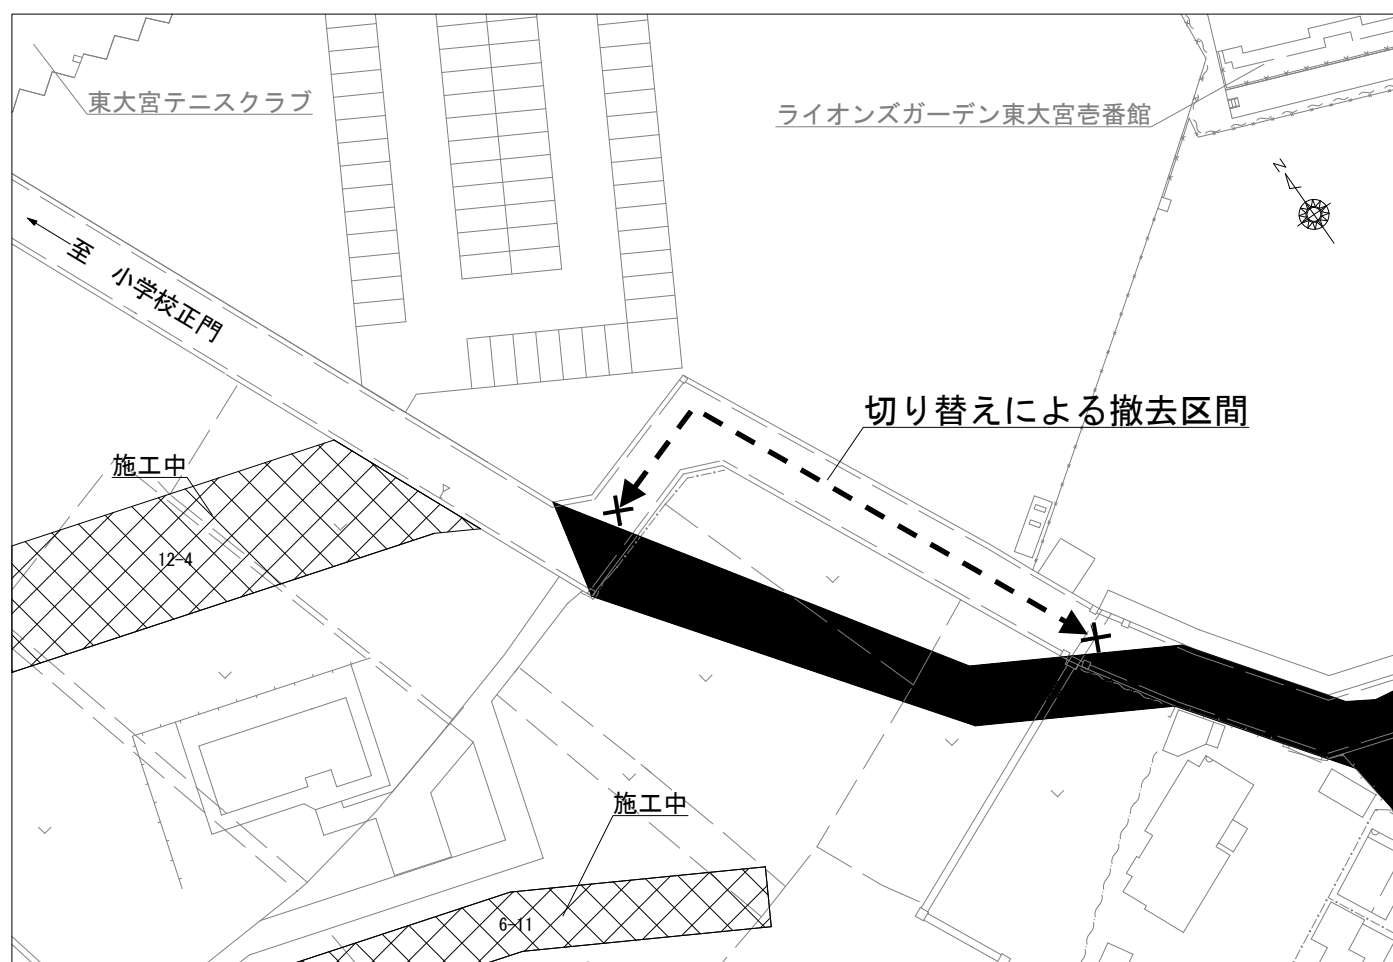 東大宮テニスクラブ
ライオンズガーデン東大宮壱番館
N
至 小学校正門
切り替えによる撤去区間
施工中
12-4
施工中
6-11